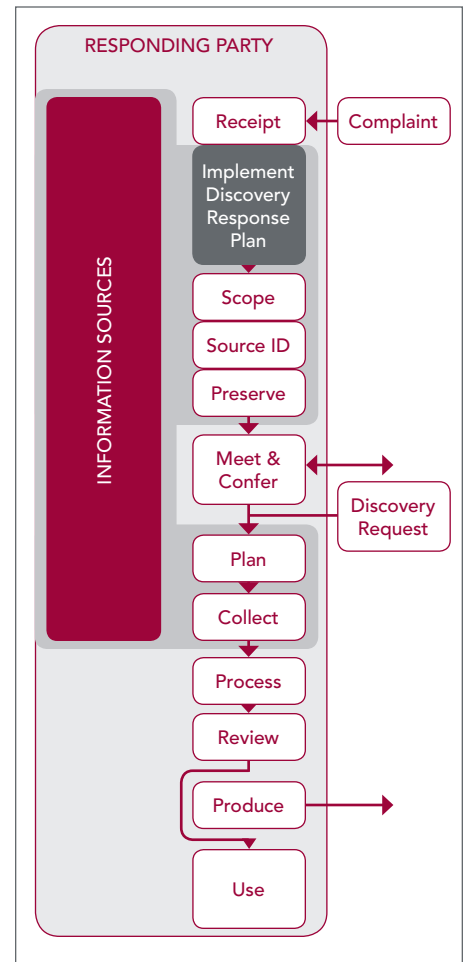 RESPONDING PARTY
INFORMATION SOURCES
Receipt
Complaint
Implement
Discovery
Response
Plan
Scope
Source ID
Preserve
Meet &
Confer
Discovery
Request
Plan
Collect
Process
Review
Produce
Use